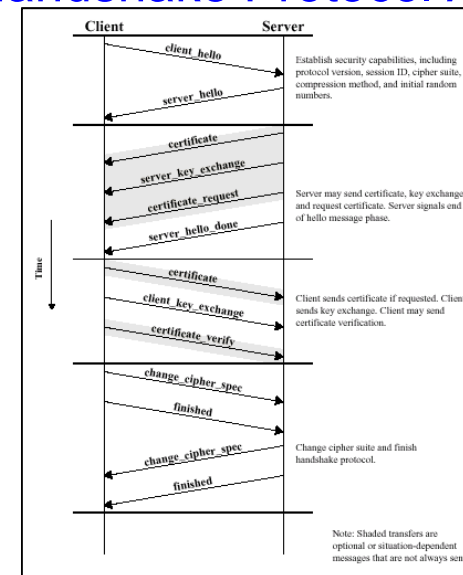 Handshake Protocol
Client Server
client_hello
Establish security capabilities, including
protocol version, session ID, cipher suite,
compression method, and initial random
numbers.
server_hello
certificate
server_key_exchange
certificate_request
Server may send certificate, key exchange
and request certificate. Server signals end
of hello message phase.
server_hello_done
Time
certificate
client_key_exchange
Client sends certificate if requested. Clien
sends key exchange. Client may send
certificate verification.
certificate_verify
change_cipher_spec
finished
change_cipher_spec
Change cipher suite and finish
handshake protocol.
finished
Note: Shaded transfers are
optional or situation-dependent
messages that are not always sen